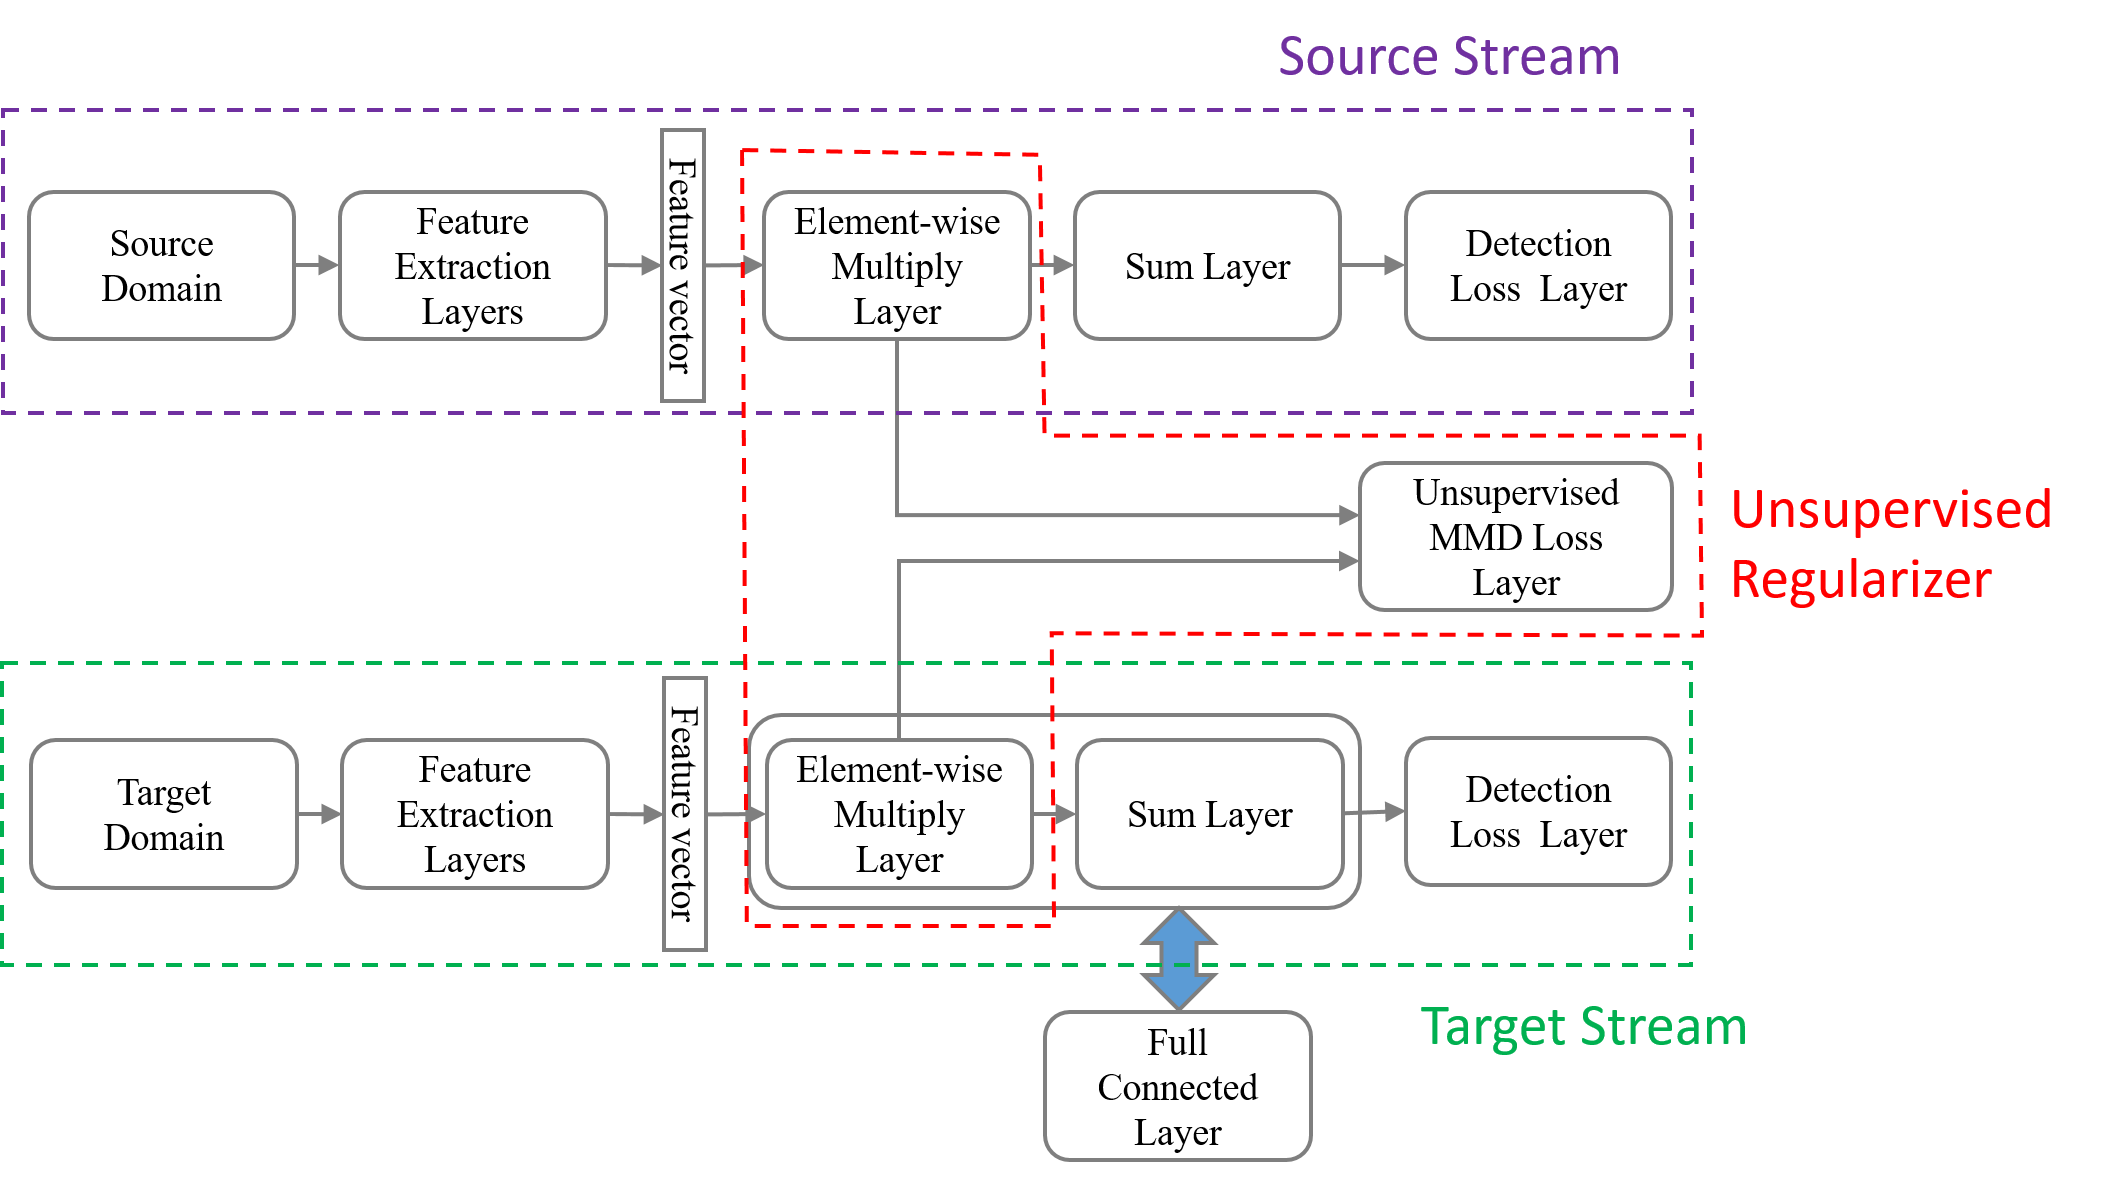 Source Stream
Source
Domain
Feature
Extraction
Layers
Feature vector
Element-wise
Multiply
Layer
Sum Layer
Detection
Loss Layer
Unsupervised
MMD Loss
Layer
Unsupervised
Regularizer
Target
Domain
Feature
Extraction
Layers
Feature vector
Element-wise
Multiply
Layer
Sum Layer
Detection
Loss Layer
Target Stream
Full
Connected
Layer